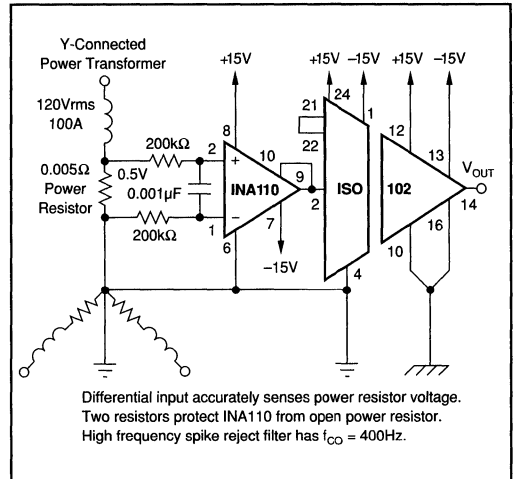 Y-Connected
Power Transformer
120Vrms
100A
0.005Ω
Power
Resistor
0.5V
200kΩ
0.001µF
200kΩ
+15V
8
2
+
10
9
INA110
−
1
7
6
−15V
+15V
−15V
24
21
1
22
2
ISO
4
+15V
−15V
12
13
102
VOUT
14
16
10
Differential input accurately senses power resistor voltage.
Two resistors protect INA110 from open power resistor.
High frequency spike reject filter has fCO = 400Hz.